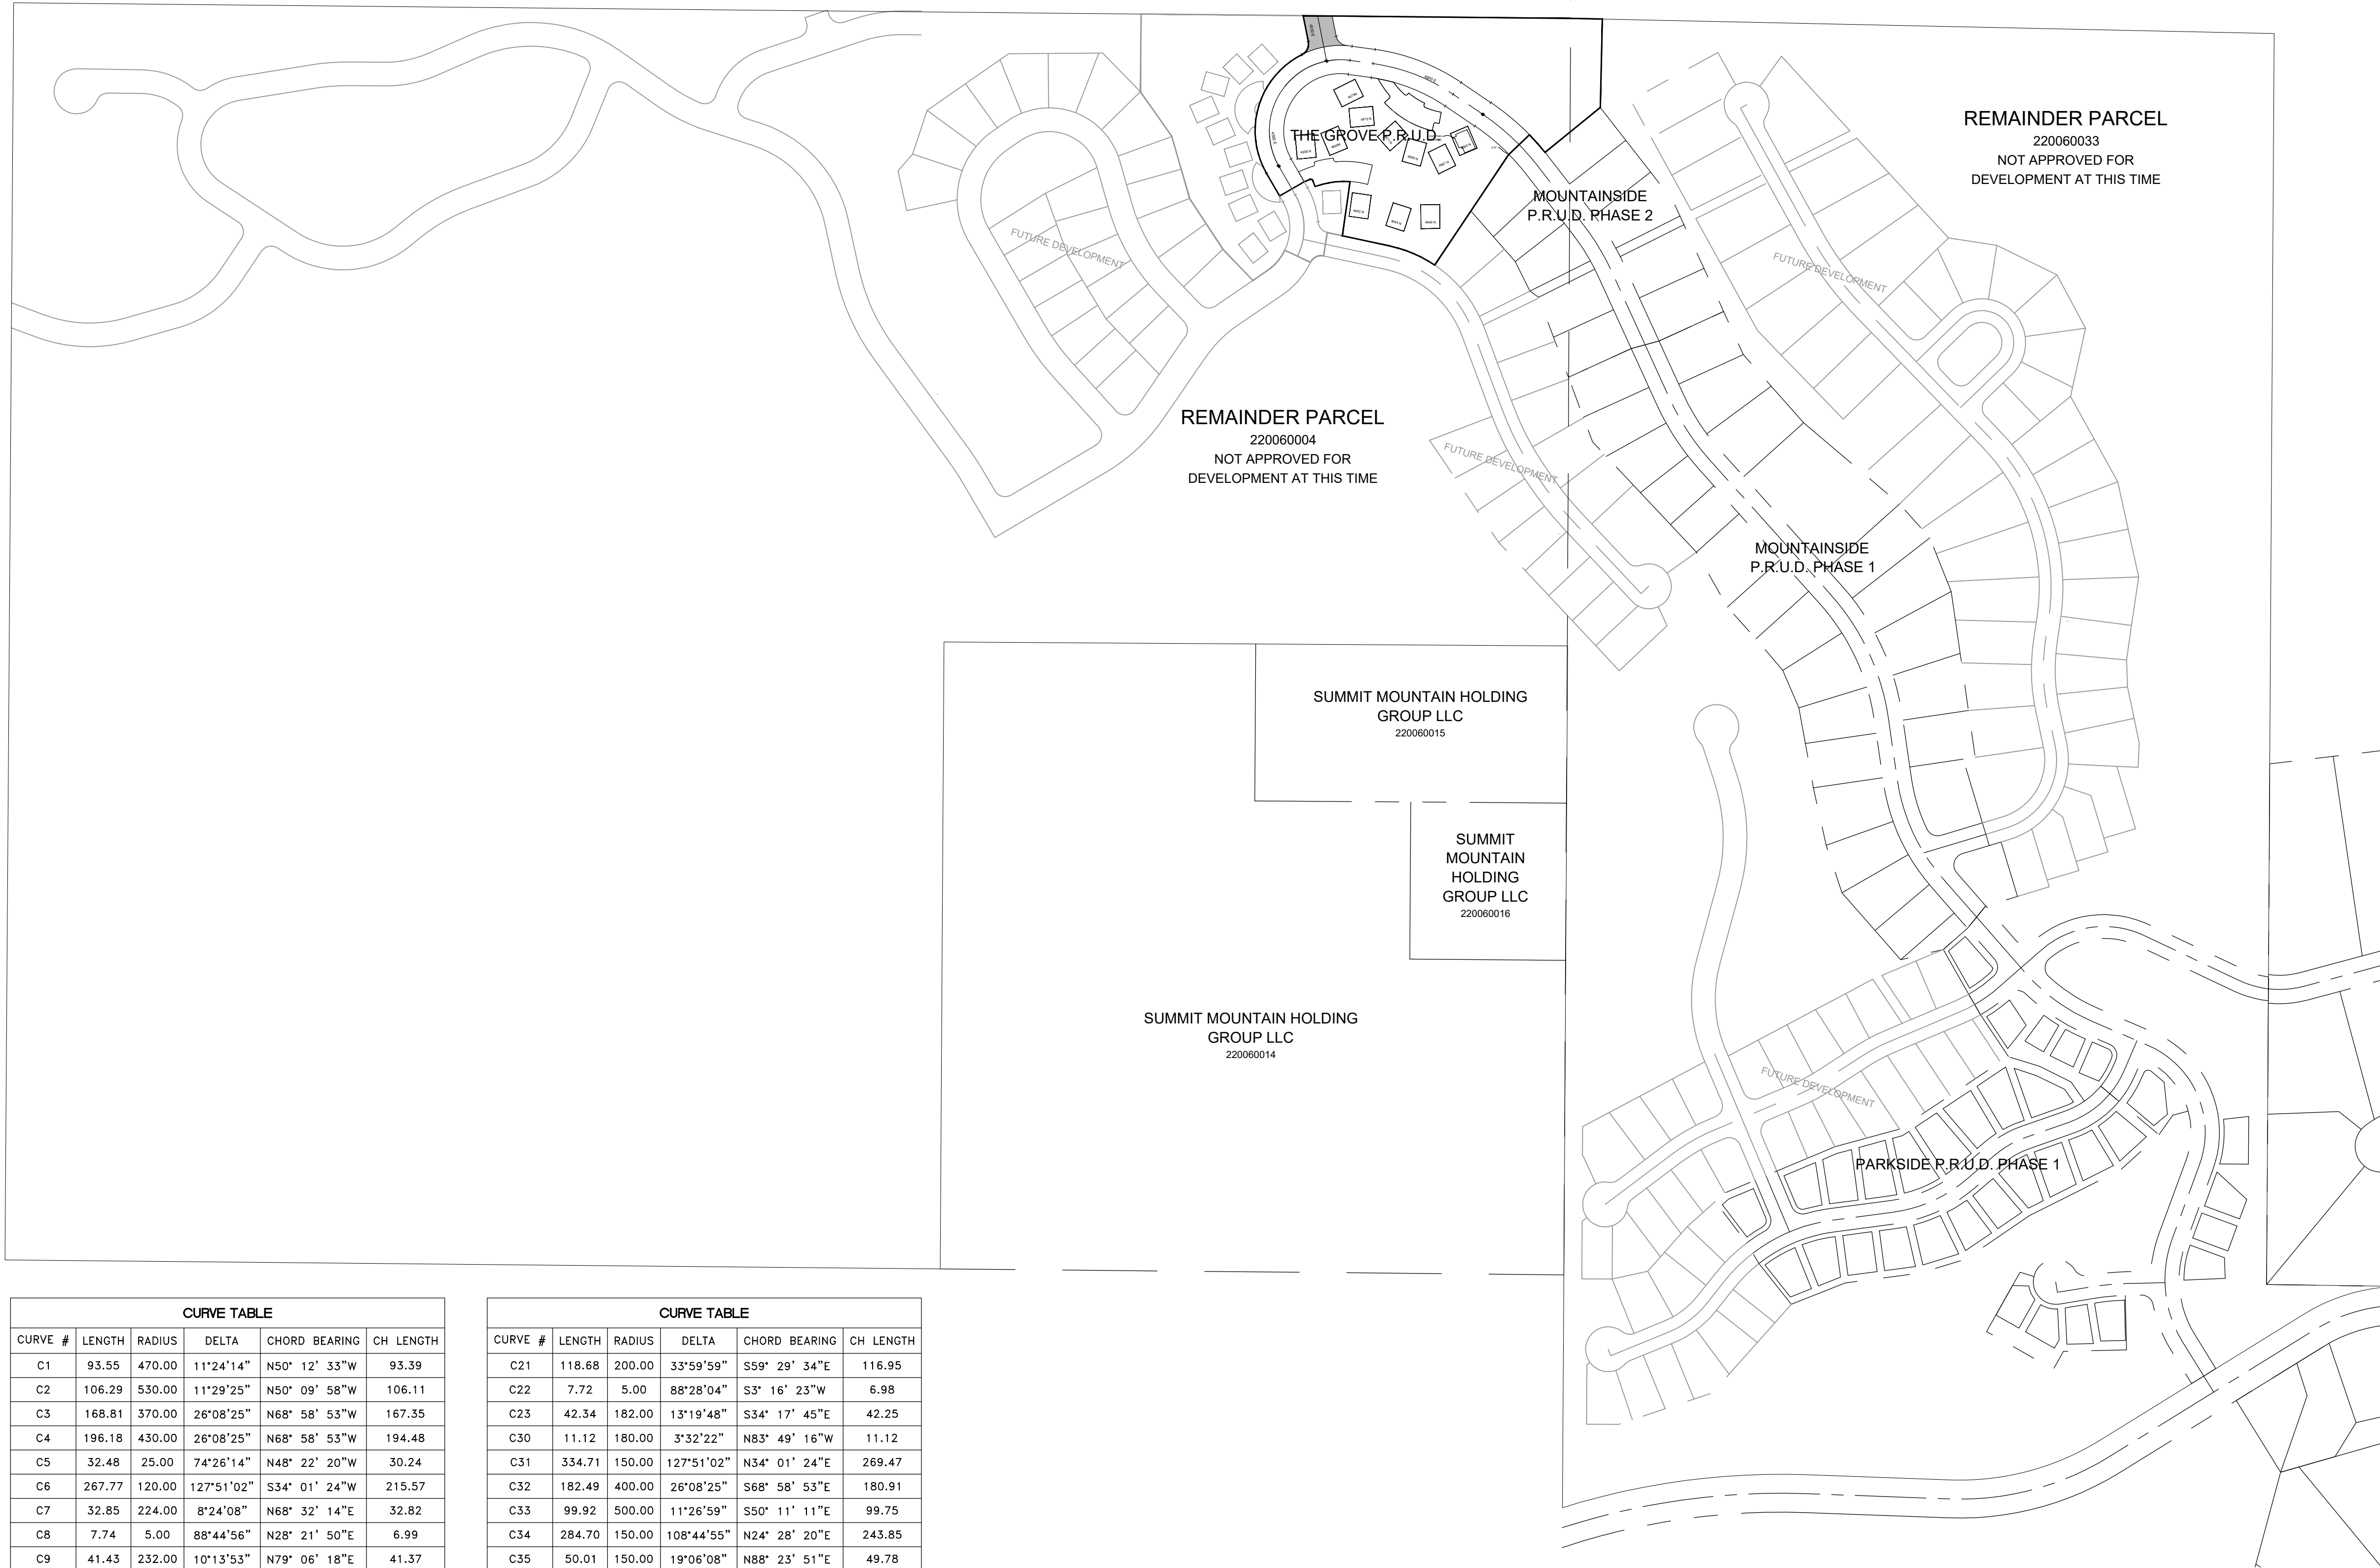 THE GROVE P.R.U.D.
MOUNTAINSIDE
P.R.U.D. PHASE 2
REMAINDER PARCEL
220060033
NOT APPROVED FOR
DEVELOPMENT AT THIS TIME
FUTURE DEVELOPMENT
FUTURE DEVELOPMENT
REMAINDER PARCEL
220060004
NOT APPROVED FOR
DEVELOPMENT AT THIS TIME
FUTURE DEVELOPMENT
MOUNTAINSIDE
P.R.U.D. PHASE 1
SUMMIT MOUNTAIN HOLDING
GROUP LLC
220060015
SUMMIT
MOUNTAIN
HOLDING
GROUP LLC
220060016
SUMMIT MOUNTAIN HOLDING
GROUP LLC
220060014
FUTURE DEVELOPMENT
PARKSIDE P.R.U.D. PHASE 1
CURVE TABLE
CURVE # LENGTH RADIUS DELTA CHORD BEARING CH LENGTH
C1 93.55 470.00 11°24'14" N50° 12' 33"W 93.39
C2 106.29 530.00 11°29'25" N50° 09' 58"W 106.11
C3 168.81 370.00 26°08'25" N68° 58' 53"W 167.35
C4 196.18 430.00 26°08'25" N68° 58' 53"W 194.48
C5 32.48 25.00 74°26'14" N48° 22' 20"W 30.24
C6 267.77 120.00 127°51'02" S34° 01' 24"W 215.57
C7 32.85 224.00 8°24'08" N68° 32' 14"E 32.82
C8 7.74 5.00 88°44'56" N28° 21' 50"E 6.99
C9 41.43 232.00 10°13'53" N79° 06' 18"E 41.37
CURVE TABLE
CURVE # LENGTH RADIUS DELTA CHORD BEARING CH LENGTH
C21 118.68 200.00 33°59'59" S59° 29' 34"E 116.95
C22 7.72 5.00 88°28'04" S3° 16' 23"W 6.98
C23 42.34 182.00 13°19'48" S34° 17' 45"E 42.25
C30 11.12 180.00 3°32'22" N83° 49' 16"W 11.12
C31 334.71 150.00 127°51'02" N34° 01' 24"E 269.47
C32 182.49 400.00 26°08'25" S68° 58' 53"E 180.91
C33 99.92 500.00 11°26'59" S50° 11' 11"E 99.75
C34 284.70 150.00 108°44'55" N24° 28' 20"E 243.85
C35 50.01 150.00 19°06'08" N88° 23' 51"E 49.78